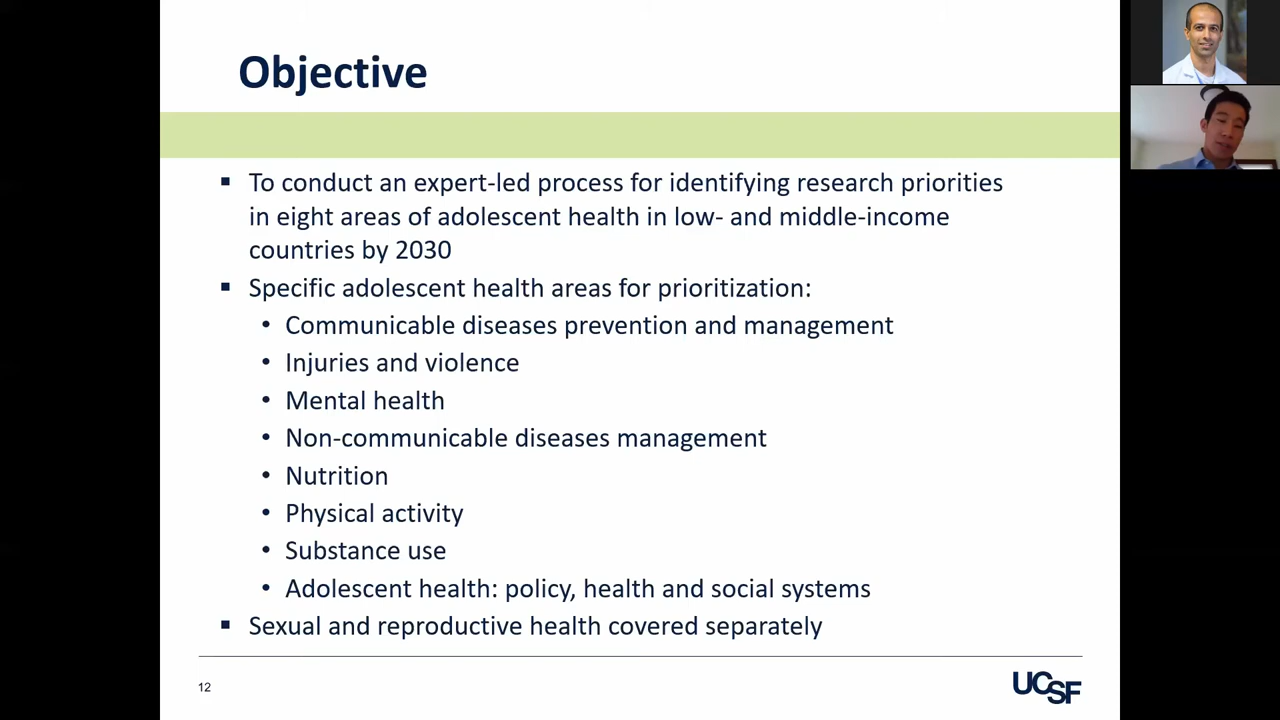 Objective
▪ To conduct an expert-led process for identifying research priorities
in eight areas of adolescent health in low- and middle-income
countries by 2030
▪ Specific adolescent health areas for prioritization:
• Communicable diseases prevention and management
• Injuries and violence
• Mental health
• Non-communicable diseases management
• Nutrition
• Physical activity
• Substance use
• Adolescent health: policy, health and social systems
▪ Sexual and reproductive health covered separately
12
UCSF